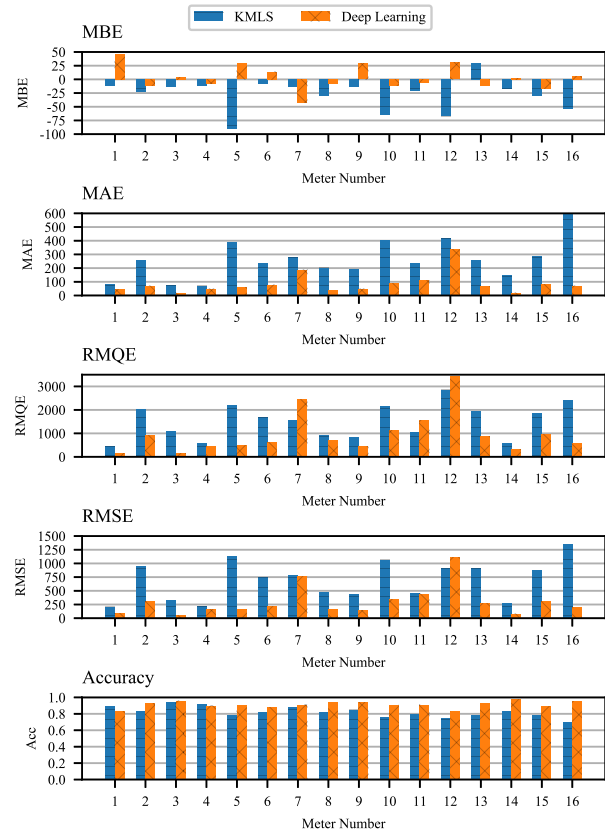 KMLS Deep Learning
MBE
50
25
0
-25
-50
-75
-100
MBE
1 2 3 4 5 6 7 8 9 10 11 12 13 14 15 16
Meter Number
MAE
600
500
400
300
200
100
0
MAE
1 2 3 4 5 6 7 8 9 10 11 12 13 14 15 16
Meter Number
RMQE
3000
2000
1000
0
RMQE
1 2 3 4 5 6 7 8 9 10 11 12 13 14 15 16
Meter Number
RMSE
1500
1250
1000
750
500
250
0
RMSE
1 2 3 4 5 6 7 8 9 10 11 12 13 14 15 16
Meter Number
Accuracy
1.0
0.8
0.6
0.4
0.2
0.0
Acc
1 2 3 4 5 6 7 8 9 10 11 12 13 14 15 16
Meter Number